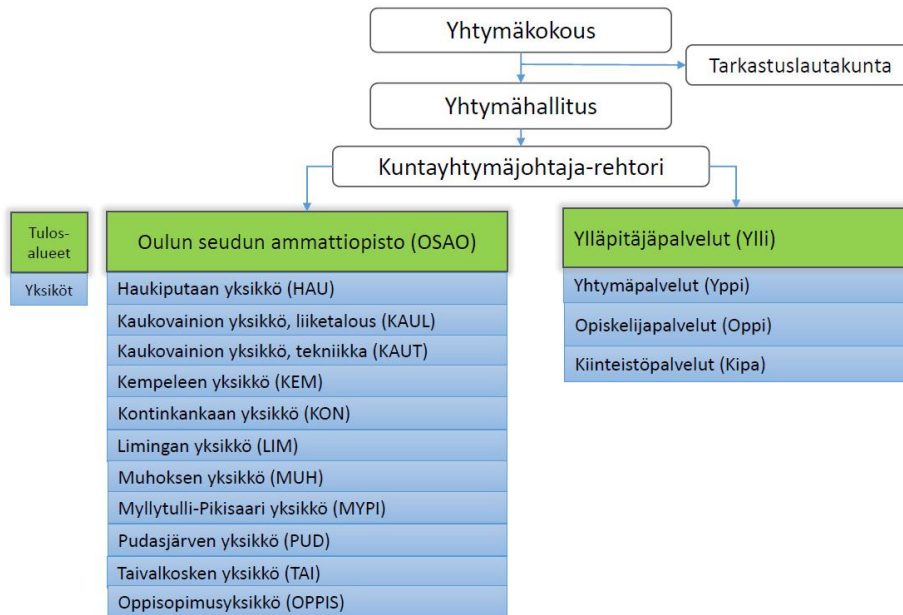 Yhtymäkokous
Tarkastuslautakunta
Yhtymähallitus
Kuntayhtymäjohtaja-rehtori
Tulos-
alueet
Oulun seudun ammattiopisto (OSAO)
Ylläpitäjäpalvelut (Ylli)
Yksiköt
Haukiputaan yksikkö (HAU)
Kaukovainion yksikkö, liiketalous (KAUL)
Kaukovainion yksikkö, tekniikka (KAUT)
Kempeleen yksikkö (KEM)
Kontinkankaan yksikkö (KON)
Limingan yksikkö (LIM)
Muhoksen yksikkö (MUH)
Myllytulli-Pikisaari yksikkö (MYPI)
Pudasjärven yksikkö (PUD)
Taivalkosken yksikkö (TAI)
Oppisopimusyksikkö (OPPIS)
Yhtymäpalvelut (Yppi)
Opiskelijapalvelut (Oppi)
Kiinteistöpalvelut (Kipa)